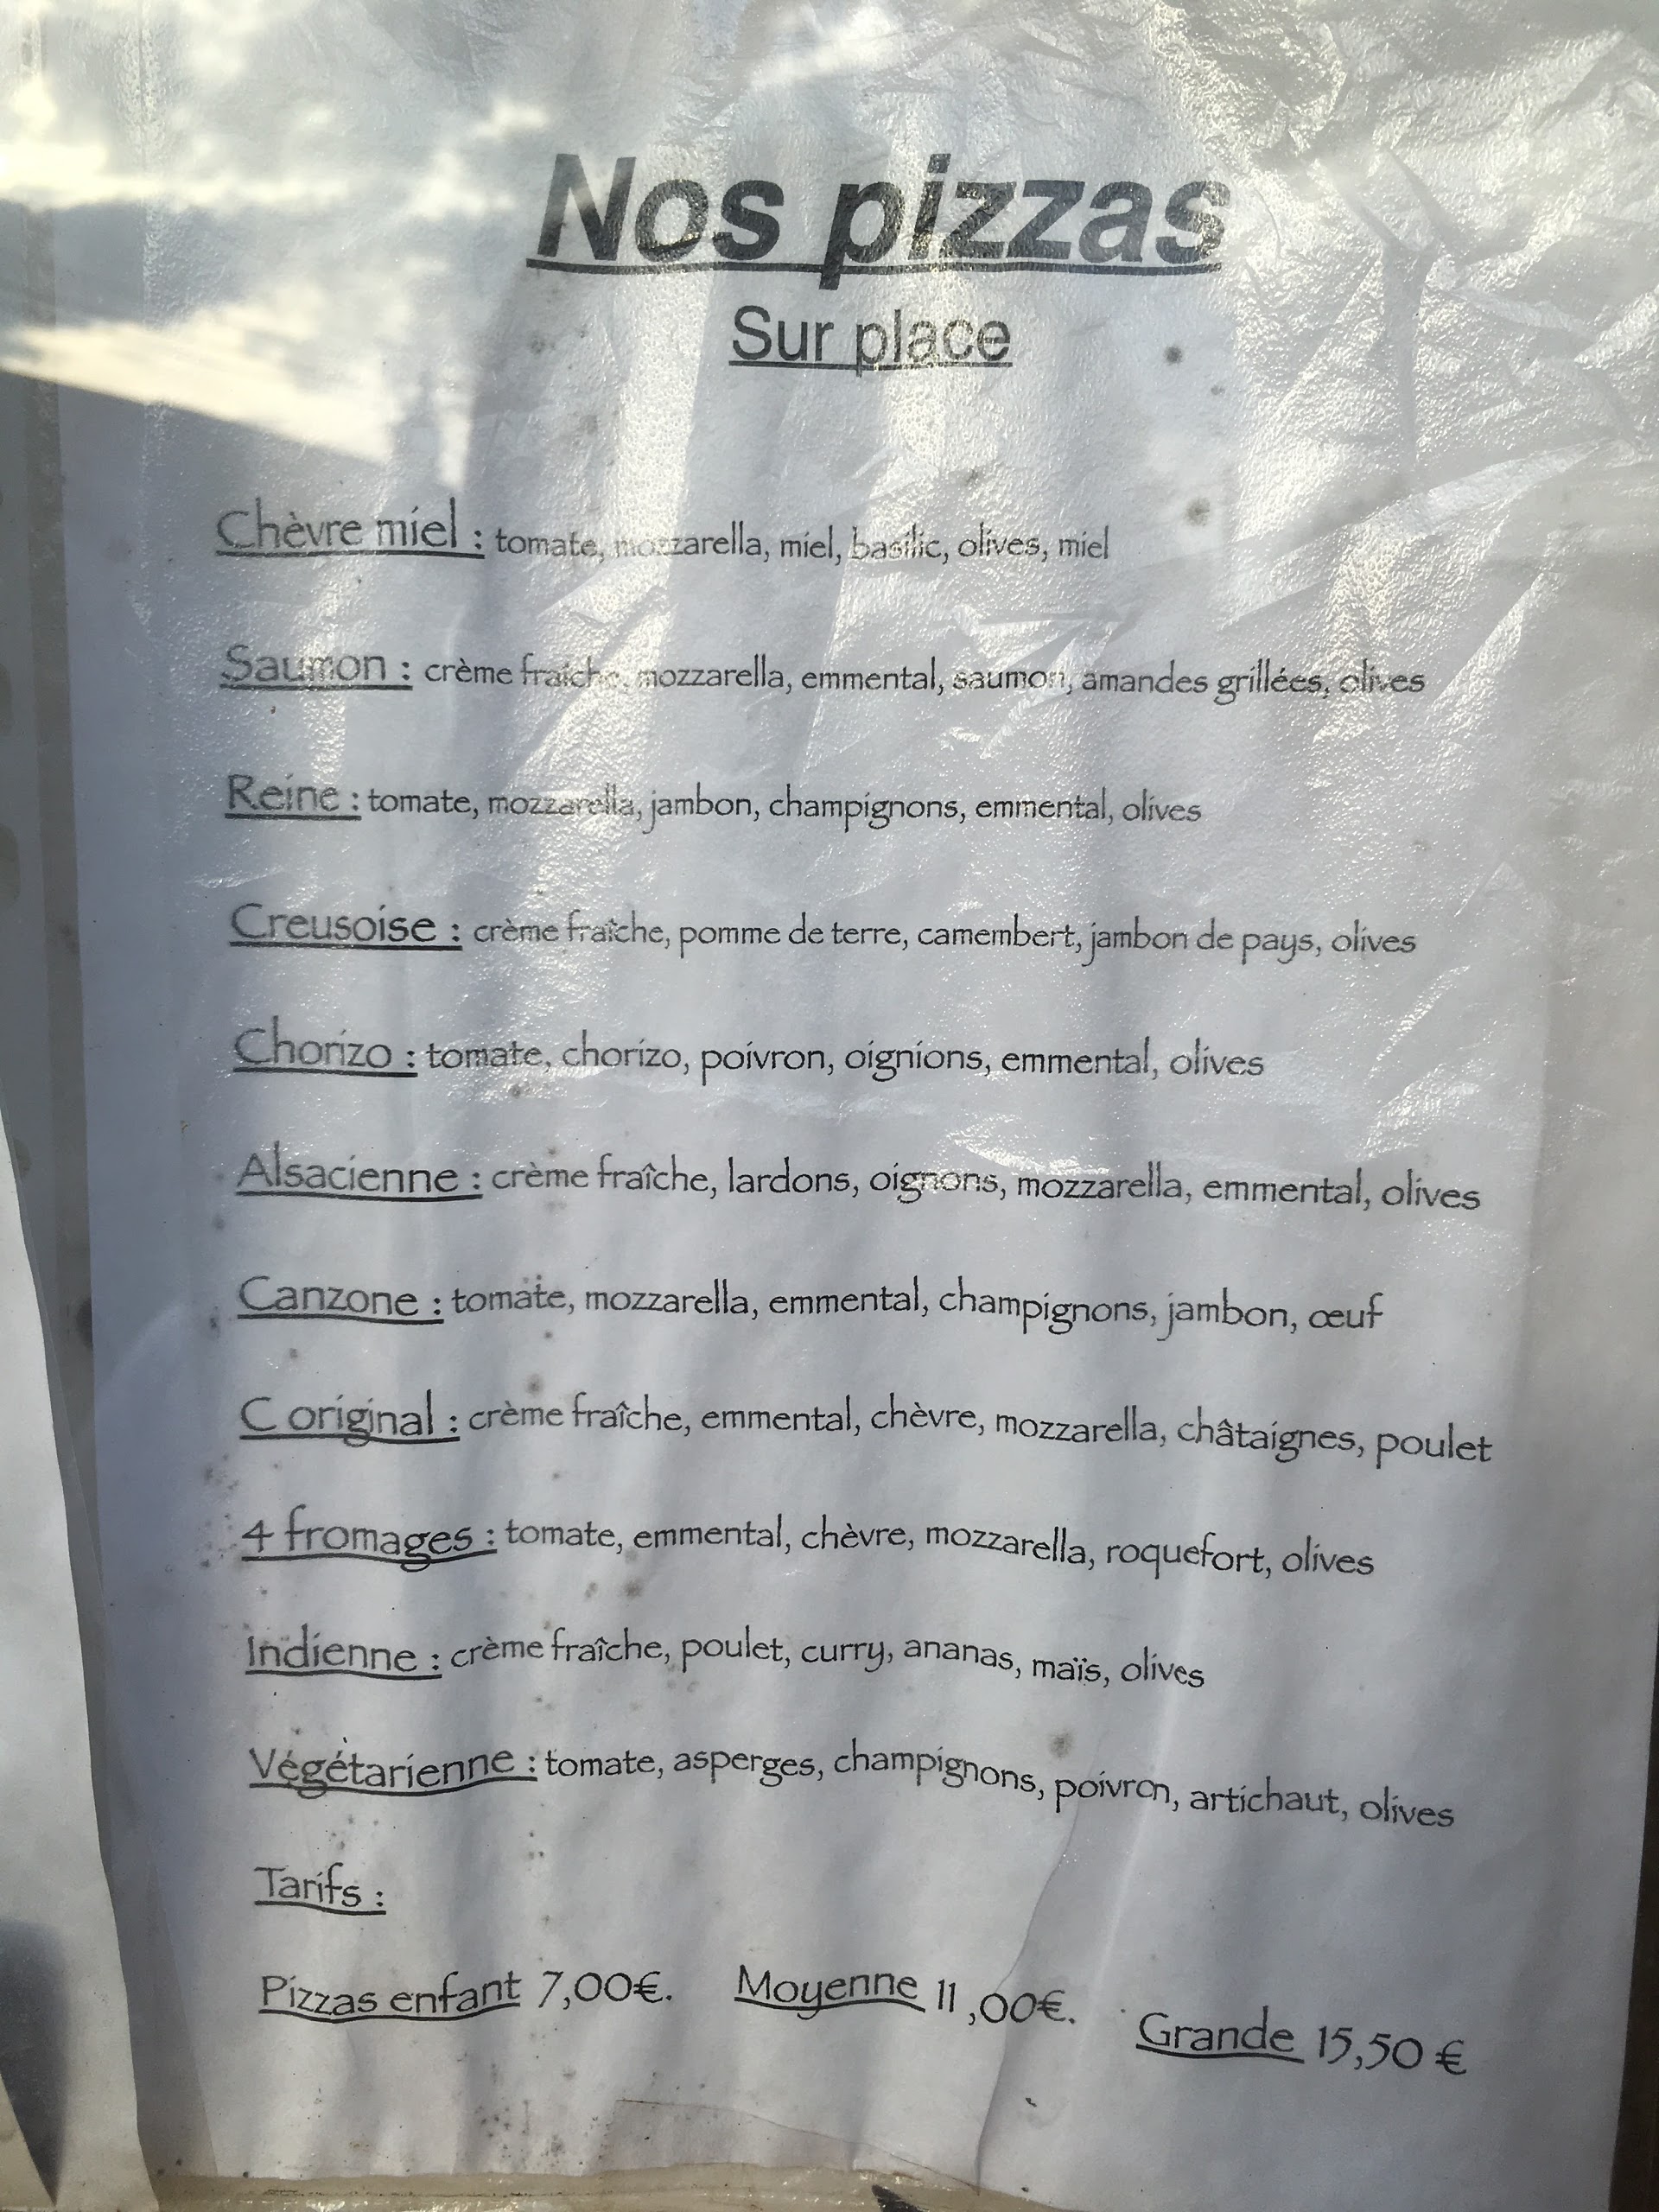 Nos pizzas
Sur place
Chèvre miel : tomate, mozzarella, miel, basilic, olives, miel
Saumon : crème fraiche, mozzarella, emmental, saumon, amandes grillées, olives
Reine : tomate, mozzarella, jambon, champignons, emmental, olives
Creusoise : crème fraîche, pomme de terre, camembert, jambon de pays, olives
Chorizo : tomate, chorizo, poivron, oignions, emmental, olives
Alsacienne : crème fraîche, lardons, oignons, mozzarella, emmental, olives
Canzone : tomate, mozzarella, emmental, champignons, jambon, œuf
C original : crème fraîche, emmental, chèvre, mozzarella, châtaignes, poulet
4 fromages : tomate, emmental, chèvre, mozzarella, roquefort, olives
Indienne : crème fraîche, poulet, curry, ananas, maïs, olives
Végétarienne : tomate, asperges, champignons, poivron, artichaut, olives
Tarifs :
Pizzas enfant 7,00€. Moyenne 11,00€. Grande 15,50 €